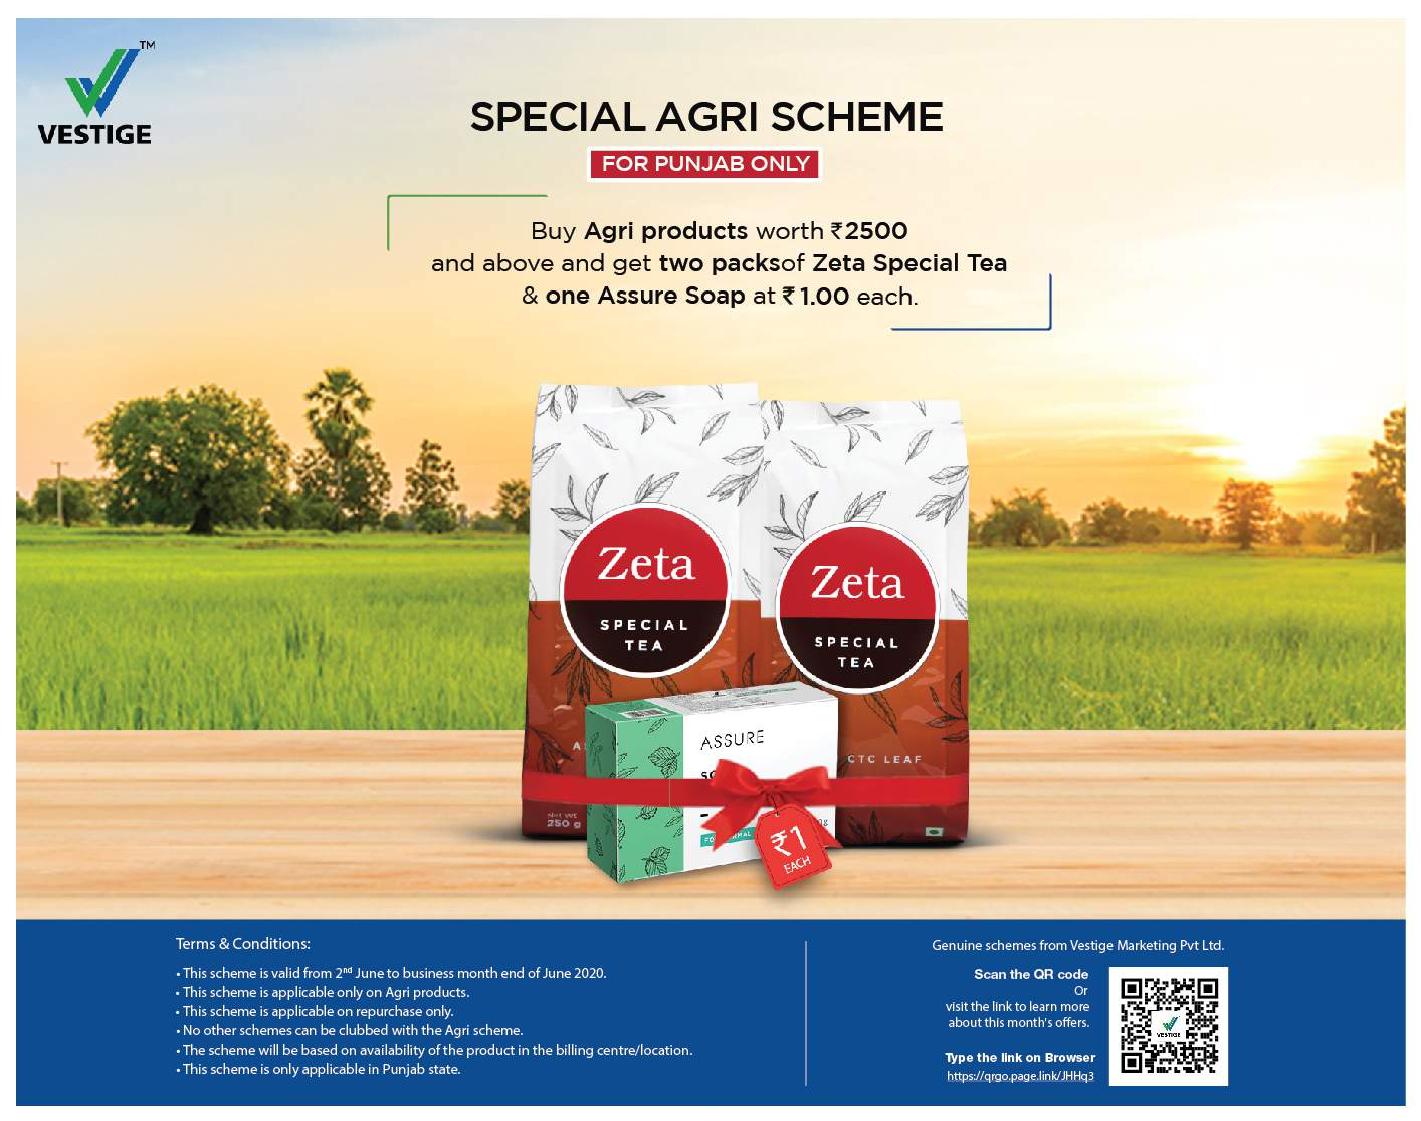 TM
VESTIGE
SPECIAL AGRI SCHEME
FOR PUNJAB ONLY
Buy Agri products worth ₹2500
and above and get two packsof Zeta Special Tea
& one Assure Soap at ₹1.00 each.
Zeta
SPECIAL
TEA
Zeta
SPECIAL
TEA
ASSURE
CTC LEAF
NET WT.
250 g
₹1
EACH
Terms & Conditions:
• This scheme is valid from 2nd June to business month end of June 2020.
• This scheme is applicable only on Agri products.
• This scheme is applicable on repurchase only.
• No other schemes can be clubbed with the Agri scheme.
• The scheme will be based on availability of the product in the billing centre/location.
• This scheme is only applicable in Punjab state.
Genuine schemes from Vestige Marketing Pvt Ltd.
Scan the QR code
Or
visit the link to learn more
about this month's offers.
Type the link on Browser
https://qrgo.page.link/JHHq3
VESTIGE